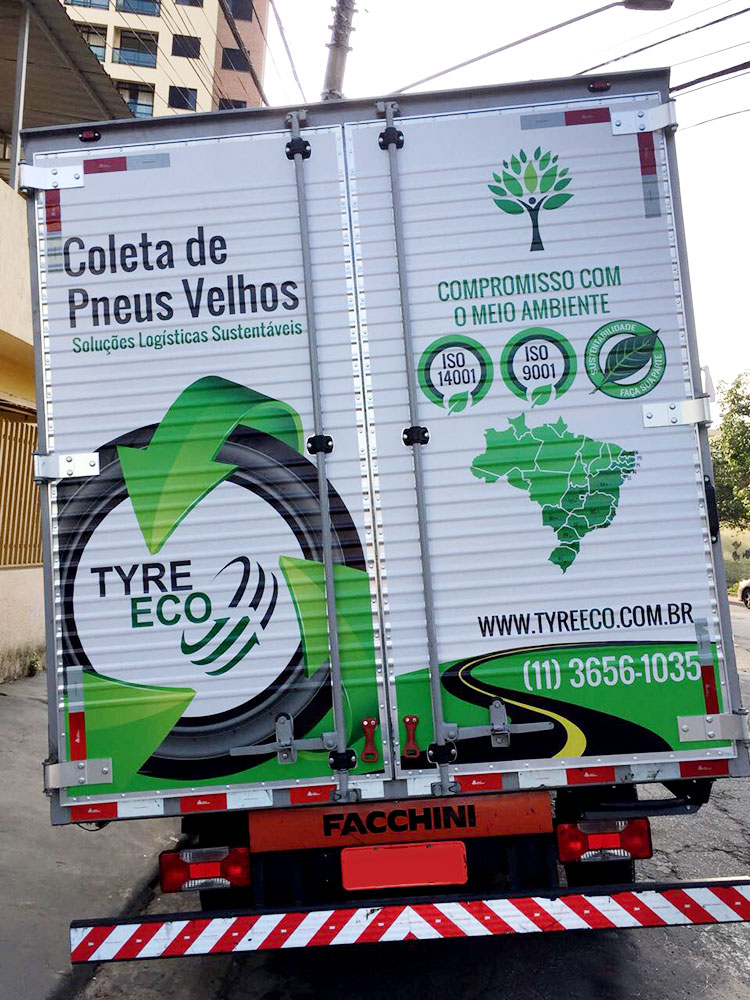 Coleta de
Pneus Velhos
Soluções Logísticas Sustentáveis
TYRE
ECO
COMPROMISSO COM
O MEIO AMBIENTE
ISO
14001
ISO
9001
SUSTENTABILIDADE
FAÇA SUA PARTE
WWW.TYREECO.COM.BR
(11) 3656-1035
FACCHINI